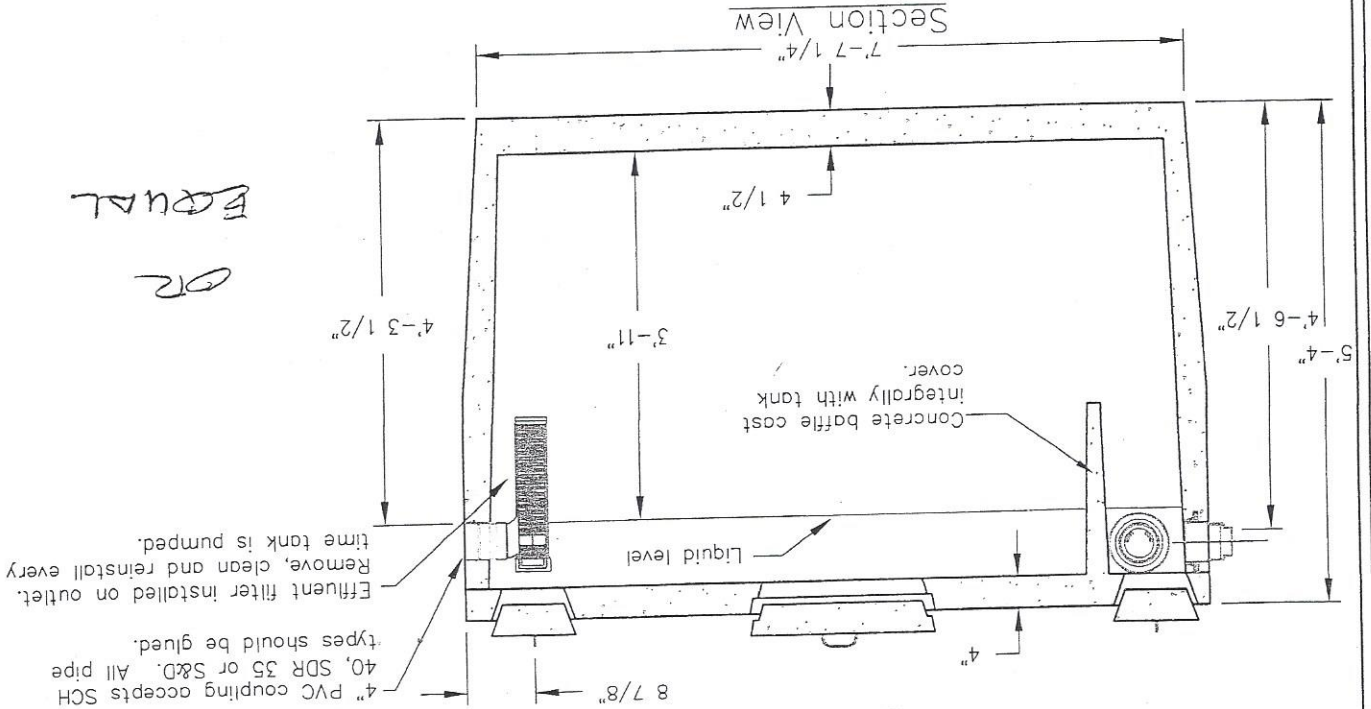 8 7/8"
4" PVC coupling accepts SCH
40, SDR 35 or S&D. All pipe
types should be glued.
4"
Effluent filter installed on outlet.
Remove, clean and reinstall every
time tank is pumped.
Liquid level
Concrete baffle cast
integrally with tank
cover.
5'-4"
4'-6 1/2"
3'-11"
4'-3 1/2"
OR
EQUAL
4 1/2"
7'-7 1/4"
Section View